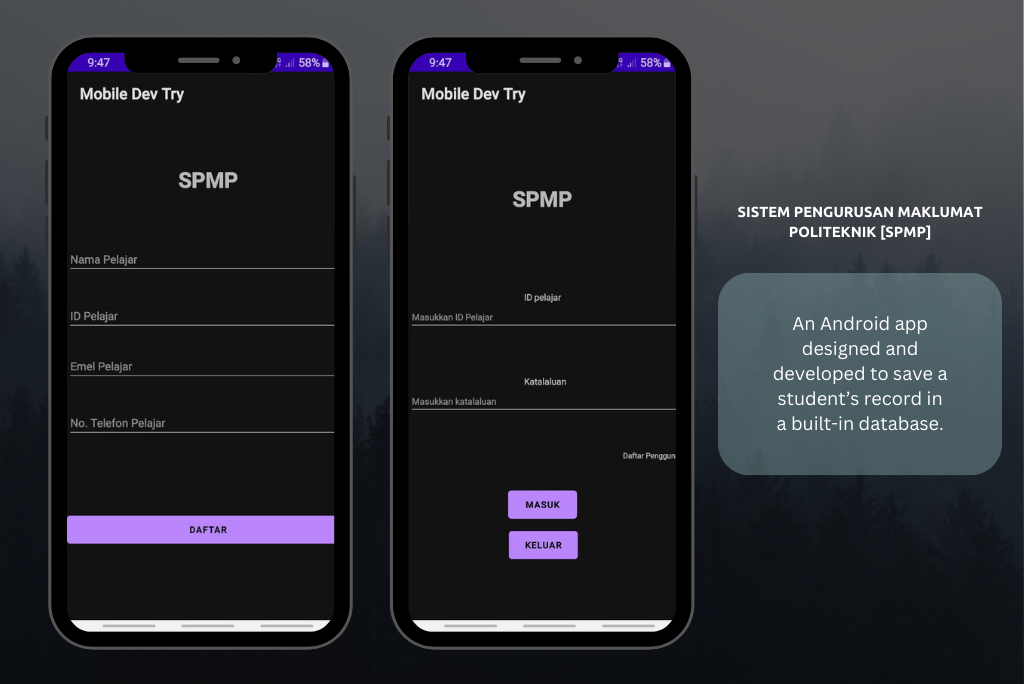 9:47
58%
Mobile Dev Try
SPMP
Nama Pelajar
ID Pelajar
Emel Pelajar
No. Telefon Pelajar
DAFTAR
9:47
58%
Mobile Dev Try
SPMP
ID pelajar
Masukkan ID Pelajar
Katalaluan
Masukkan katalaluan
Daftar Penggun
MASUK
KELUAR
SISTEM PENGURUSAN MAKLUMAT
POLITEKNIK [SPMP]
An Android app
designed and
developed to save a
student’s record in
a built-in database.